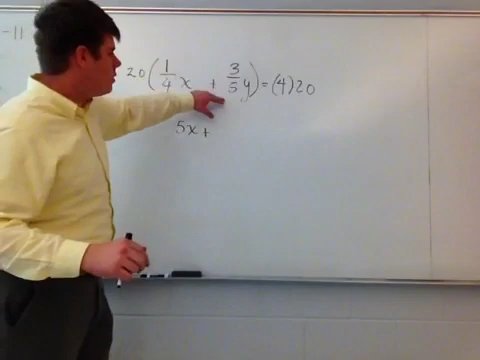 -11
20(1/4 x + 3/5 y) = (4)20
5x +